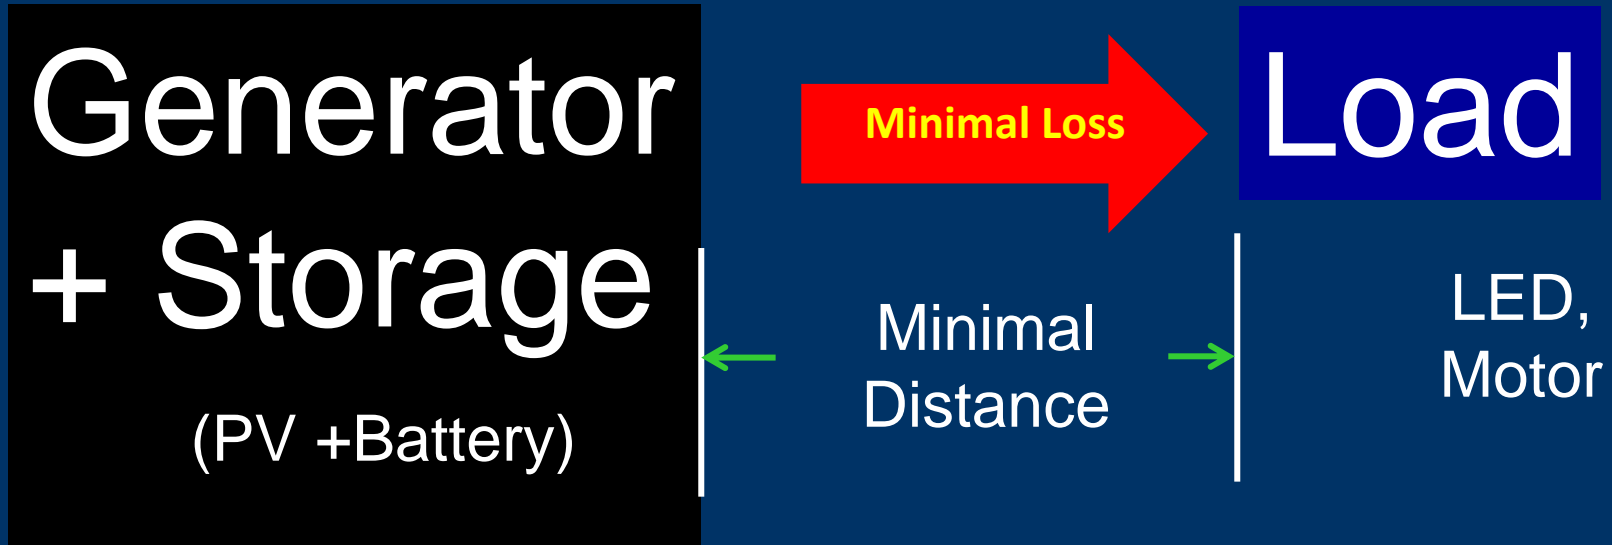 Generator
+ Storage
(PV +Battery)
Minimal Loss
Minimal
Distance
Load
LED,
Motor